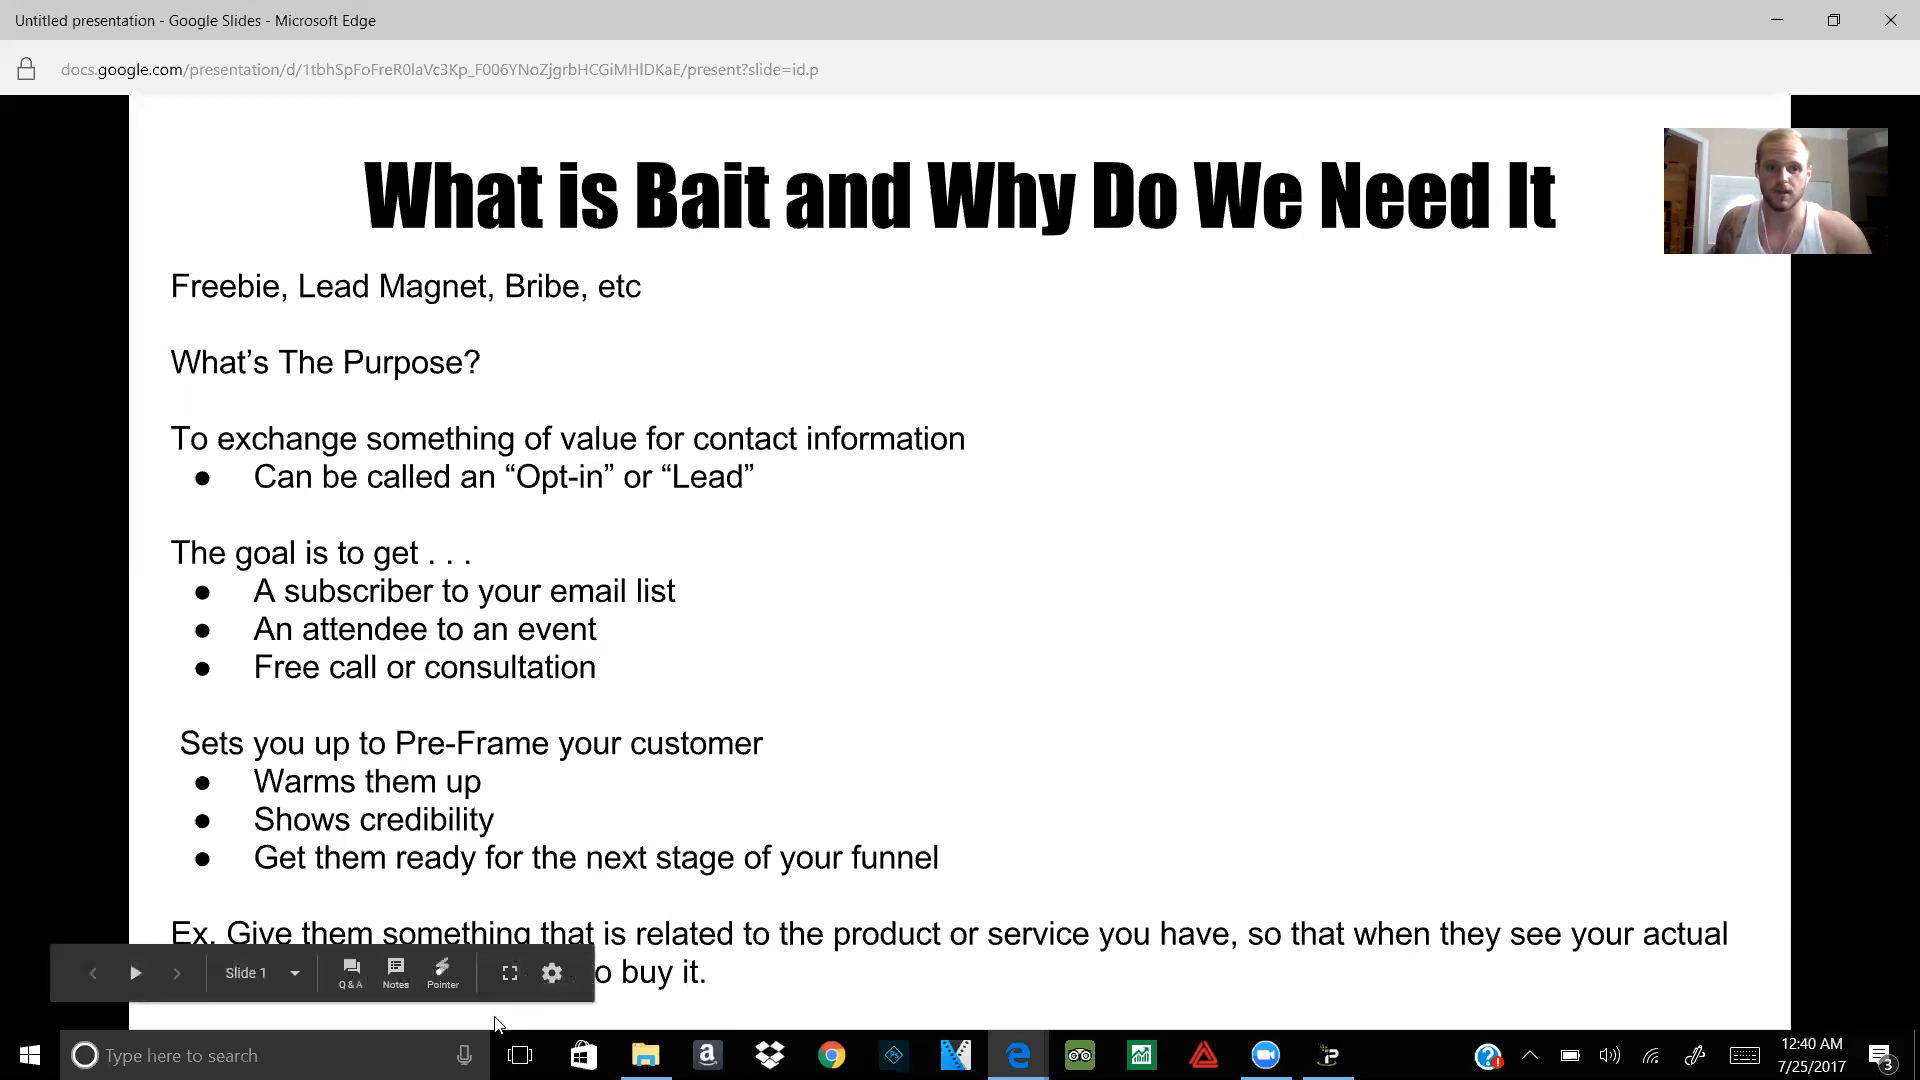 Untitled presentation - Google Slides - Microsoft Edge
docs.google.com/presentation/d/1tbhSpFoFreR0laVc3Kp_F006YNoZjgrbHCGiMHlDKaE/present?slide=id.p
What is Bait and Why Do We Need It
Freebie, Lead Magnet, Bribe, etc
What's The Purpose?
To exchange something of value for contact information
● Can be called an “Opt-in” or “Lead”
The goal is to get . . .
● A subscriber to your email list
● An attendee to an event
● Free call or consultation
Sets you up to Pre-Frame your customer
● Warms them up
● Shows credibility
● Get them ready for the next stage of your funnel
Ex. Give them something that is related to the product or service you have, so that when they see your actual
buy it.
Slide 1
Q & A
Notes
Pointer
Type here to search
12:40 AM
7/25/2017
3